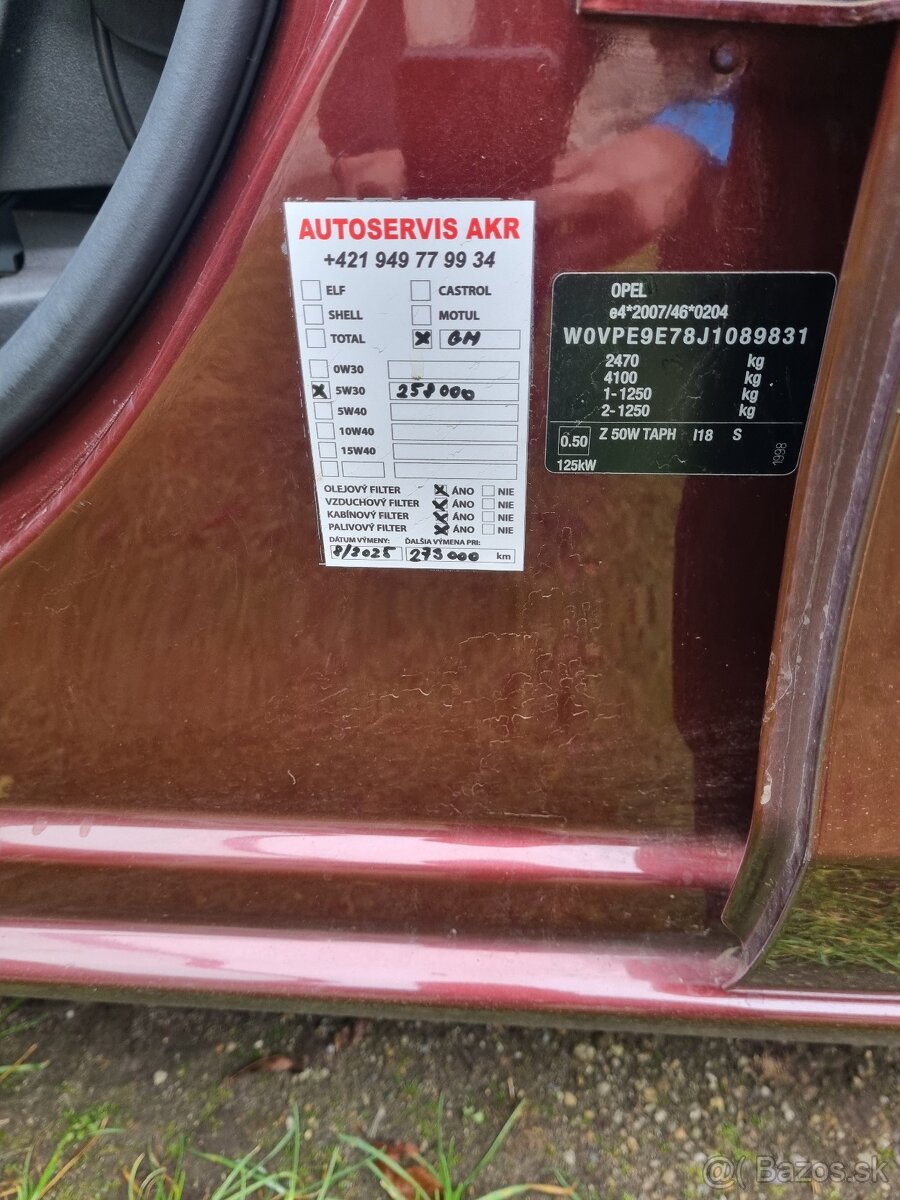 AUTOSERVIS AKR
+421 949 77 99 34
ELF
CASTROL
SHELL
MOTUL
TOTAL
X GM
0W30
X 5W30 258000
5W40
10W40
15W40
OLEJOVÝ FILTER X ÁNO NIE
VZDUCHOVÝ FILTER X ÁNO NIE
KABÍNOVÝ FILTER X ÁNO NIE
PALIVOVÝ FILTER X ÁNO NIE
DÁTUM VÝMENY: ĎALŠIA VÝMENA PRI:
8/2025 273000 km
OPEL
e4*2007/46*0204
W0VPE9E78J1089831
2470 kg
4100 kg
1-1250 kg
2-1250 kg
0.50 Z 50W TAPH I18 S
125kW
1998
@ Bazos.sk